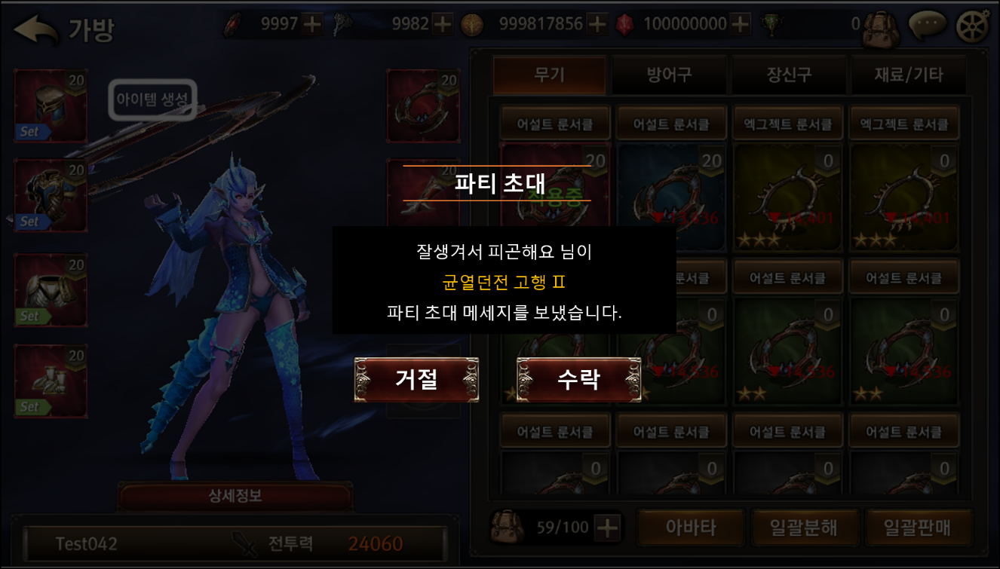 가방
9997
9982
999817856
100000000
0
아이템 생성
20
Set
20
Set
20
Set
20
Set
20
20
무기
방어구
장신구
재료/기타
어설트 룬서클
어설트 룬서클
엑그젝트 룬서클
엑그젝트 룬서클
20
20
0
0
착용중
13,636
14,401
14,401
파티 초대
잘생겨서 피곤해요 님이
균열던전 고행 II
파티 초대 메세지를 보냈습니다.
거절
수락
룬서클
어설트 룬서클
어설트 룬서클
0
0
0
14,536
14,536
14,536
14,536
어설트 룬서클
어설트 룬서클
어설트 룬서클
어설트 룬서클
0
0
0
0
상세정보
Test042
전투력
24060
59/100
아바타
일괄분해
일괄판매